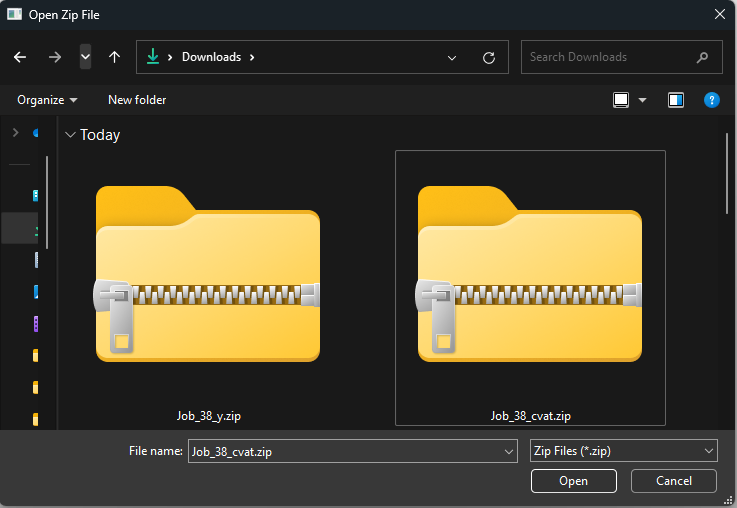 Open Zip File
Downloads
Search Downloads
Organize
New folder
?
Today
Job_38_y.zip
Job_38_cvat.zip
File name:
Job_38_cvat.zip
Zip Files (*.zip)
Open
Cancel